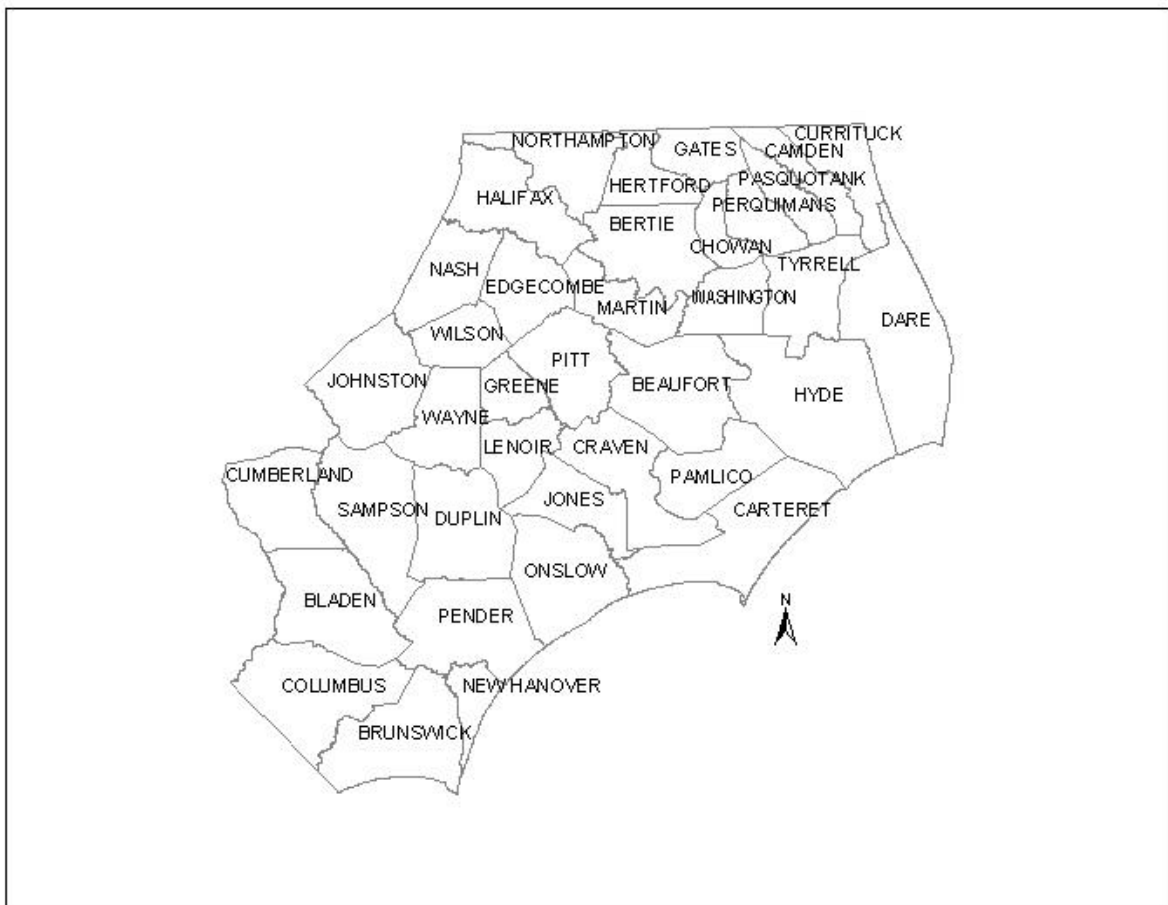 CURRITUCK
NORTHAMPTON
GATES
CAMDEN
PASQUOTANK
HERTFORD
HALIFAX
PERQUIMANS
BERTIE
CHOWAN
TYRRELL
NASH
EDGECOMBE
WASHINGTON
MARTIN
DARE
WILSON
PITT
JOHNSTON
GREENE
BEAUFORT
HYDE
WAYNE
LENOIR
CRAVEN
CUMBERLAND
PAMLICO
JONES
SAMPSON
CARTERET
DUPLIN
ONSLOW
BLADEN
N
PENDER
COLUMBUS
NEW HANOVER
BRUNSWICK